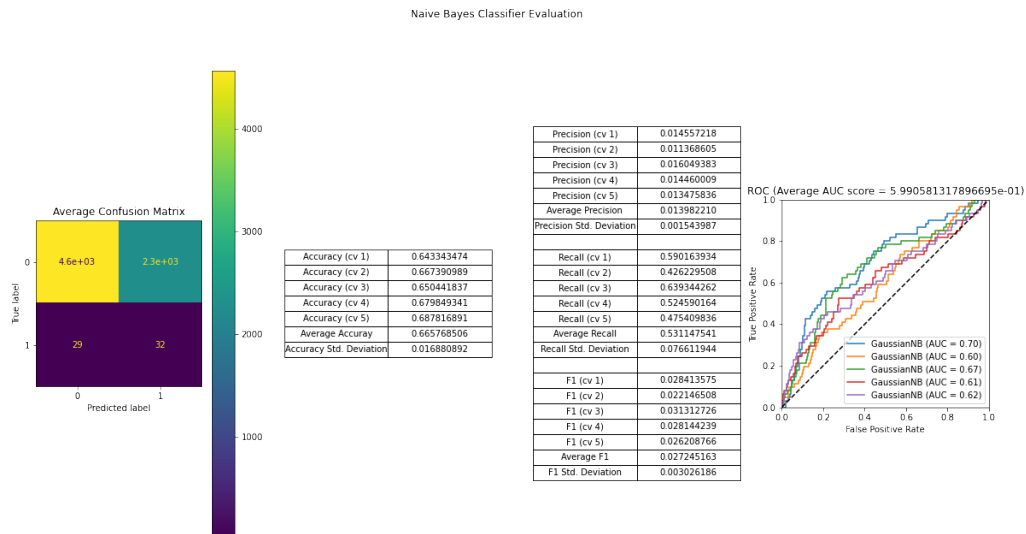 Naive Bayes Classifier Evaluation
Average Confusion Matrix
True label
0
1
4.6e+03
2.3e+03
29
32
0
1
Predicted label
4000
3000
2000
1000
Accuracy (cv 1) 0.643343474
Accuracy (cv 2) 0.667390989
Accuracy (cv 3) 0.650441837
Accuracy (cv 4) 0.679849341
Accuracy (cv 5) 0.687816891
Average Accuray 0.665768506
Accuracy Std. Deviation 0.016880892
Precision (cv 1) 0.014557218
Precision (cv 2) 0.011368605
Precision (cv 3) 0.016049383
Precision (cv 4) 0.014460009
Precision (cv 5) 0.013475836
Average Precision 0.013982210
Precision Std. Deviation 0.001543987
Recall (cv 1) 0.590163934
Recall (cv 2) 0.426229508
Recall (cv 3) 0.639344262
Recall (cv 4) 0.524590164
Recall (cv 5) 0.475409836
Average Recall 0.531147541
Recall Std. Deviation 0.076611944
F1 (cv 1) 0.028413575
F1 (cv 2) 0.022146508
F1 (cv 3) 0.031312726
F1 (cv 4) 0.028144239
F1 (cv 5) 0.026208766
Average F1 0.027245163
F1 Std. Deviation 0.003026186
ROC (Average AUC score = 5.990581317896695e-01)
True Positive Rate
1.0
0.8
0.6
0.4
0.2
0.0
GaussianNB (AUC = 0.70)
GaussianNB (AUC = 0.60)
GaussianNB (AUC = 0.67)
GaussianNB (AUC = 0.61)
GaussianNB (AUC = 0.62)
0.0 0.2 0.4 0.6 0.8 1.0
False Positive Rate